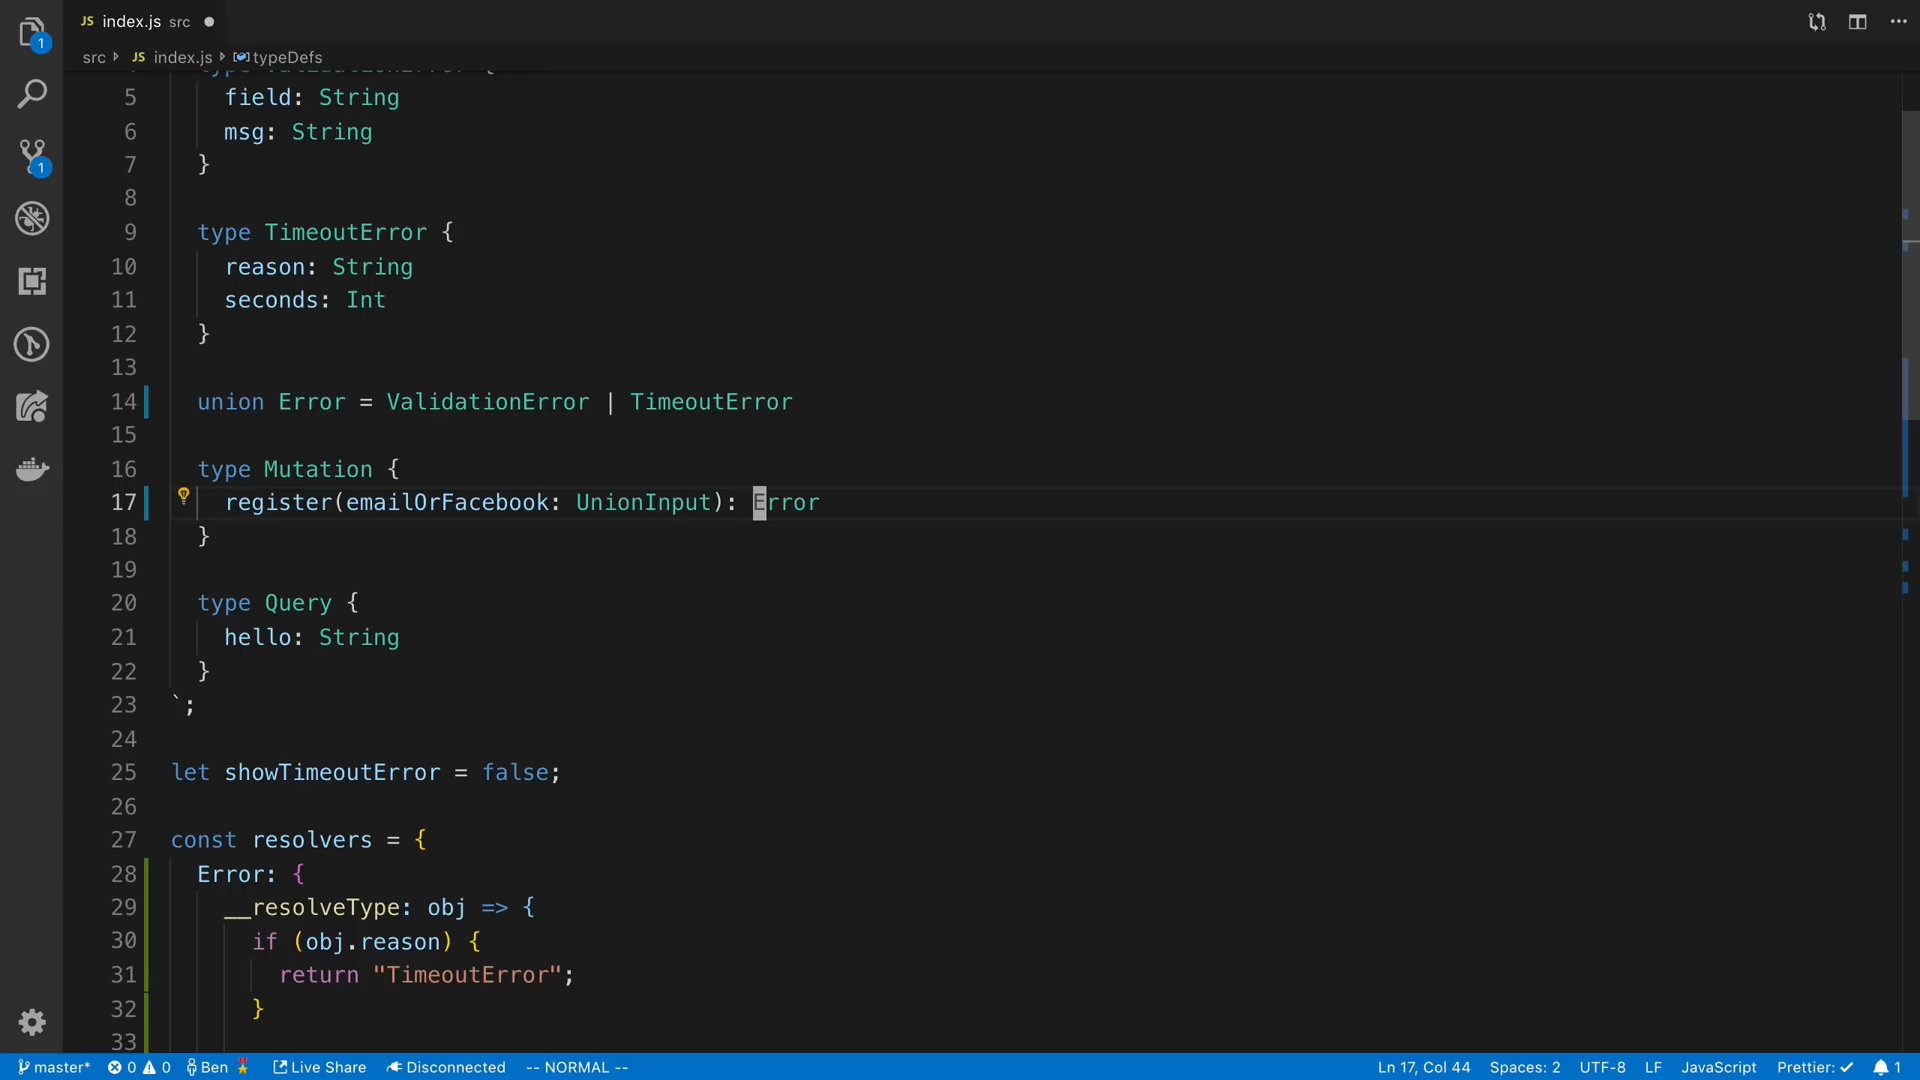 JS index.js src
src JS index.js typeDefs
1
1
5 field: String
6 msg: String
7 }
8
9 type TimeoutError {
10 reason: String
11 seconds: Int
12 }
13
14 union Error = ValidationError | TimeoutError
15
16 type Mutation {
17 register(emailOrFacebook: UnionInput): Error
18 }
19
20 type Query {
21 hello: String
22 }
23 `;
24
25 let showTimeoutError = false;
26
27 const resolvers = {
28 Error: {
29 __resolveType: obj => {
30 if (obj.reason) {
31 return "TimeoutError";
32 }
33
master* 0 0 Ben Live Share Disconnected -- NORMAL -- Ln 17, Col 44 Spaces: 2 UTF-8 LF JavaScript Prettier: ✓ 1